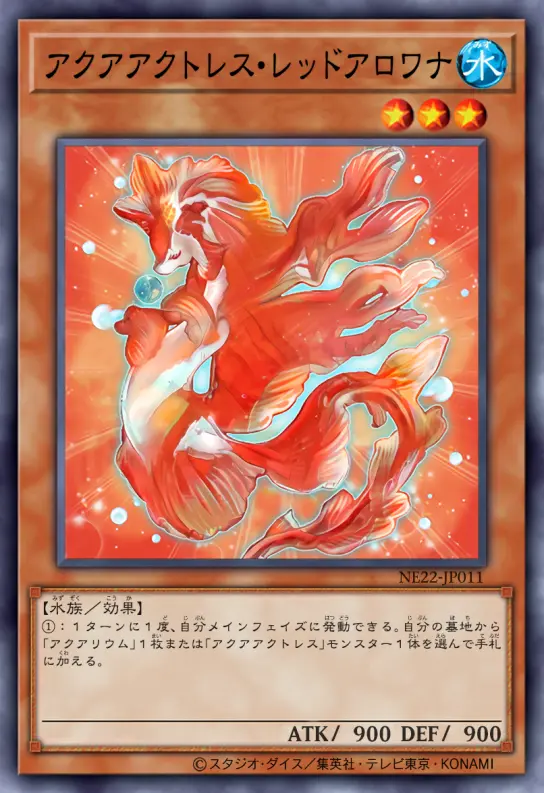 アクアアクトレス・レッドアロワナ
みず
水
NE22-JP011
【水族／効果】
①：１ターンに１度、自分メインフェイズに発動できる。自分の墓地から
「アクアリウム」１枚または「アクアアクトレス」モンスター１体を選んで手札
に加える。
ATK/ 900 DEF/ 900
©スタジオ・ダイス／集英社・テレビ東京・KONAMI